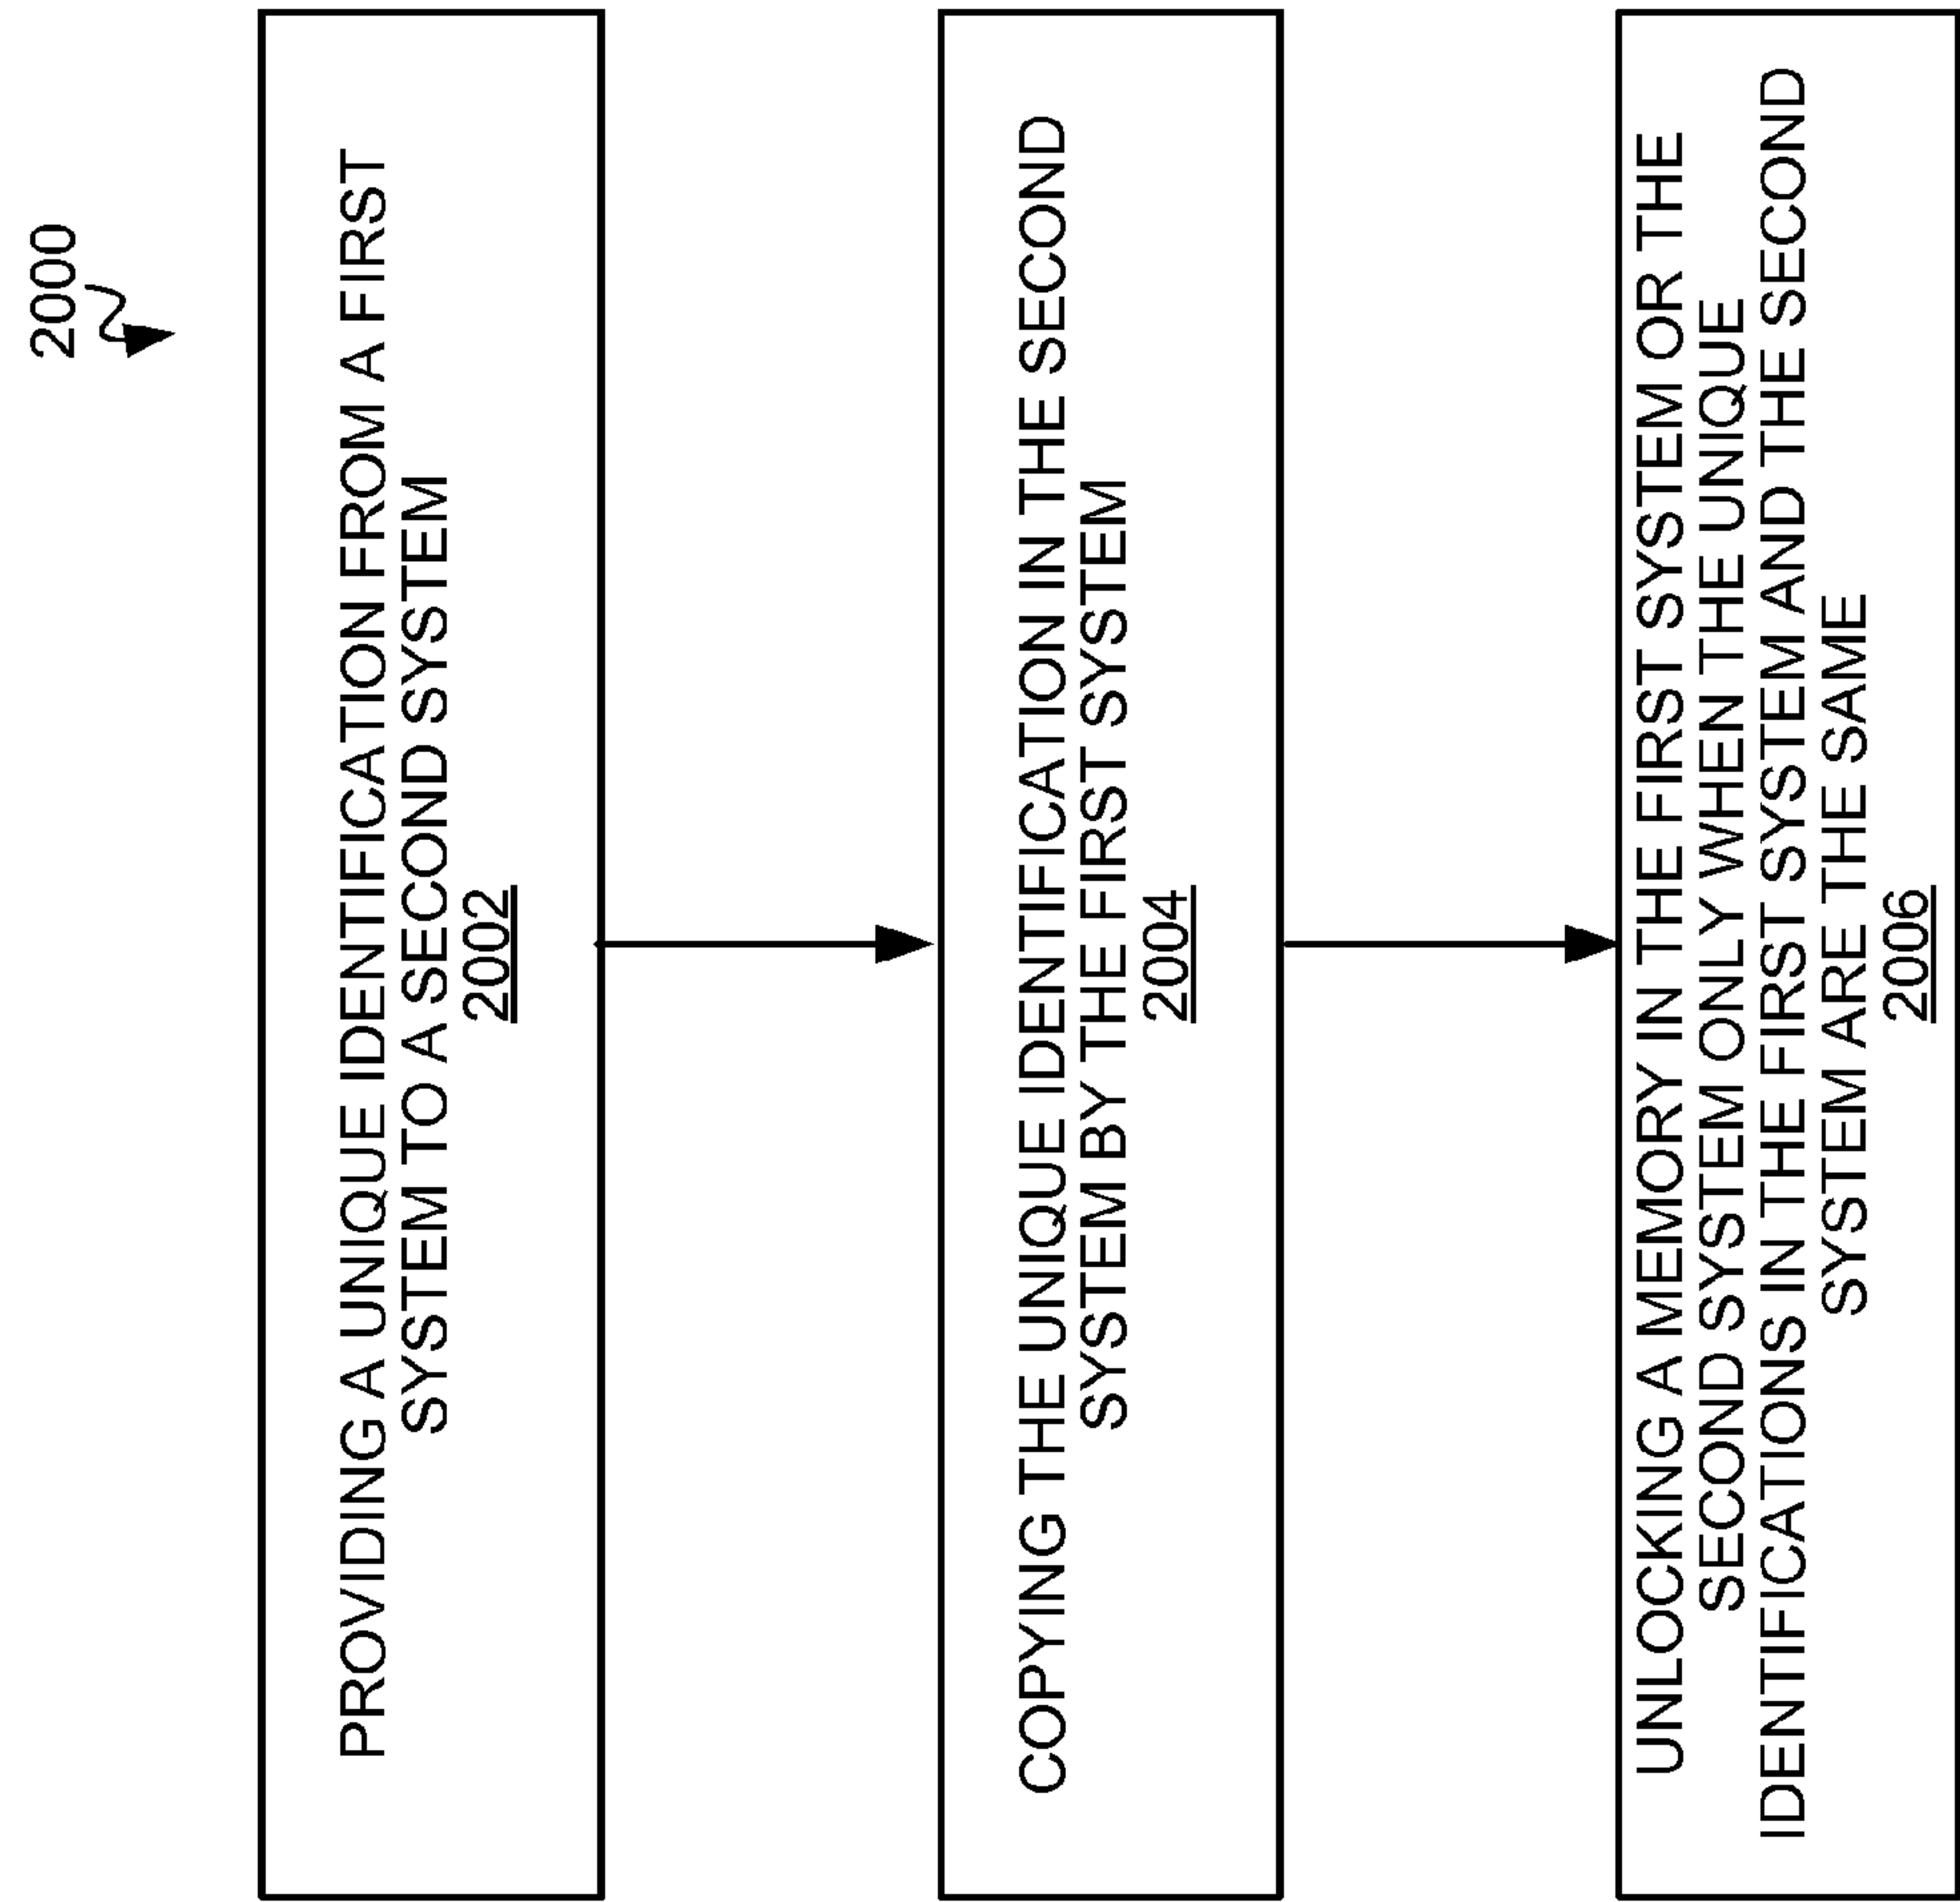 2000
PROVIDING A UNIQUE IDENTIFICATION FROM A FIRST
SYSTEM TO A SECOND SYSTEM
2002
COPYING THE UNIQUE IDENTIFICATION IN THE SECOND
SYSTEM BY THE FIRST SYSTEM
2004
UNLOCKING A MEMORY IN THE FIRST SYSTEM OR THE
SECOND SYSTEM ONLY WHEN THE UNIQUE
IDENTIFICATIONS IN THE FIRST SYSTEM AND THE SECOND
SYSTEM ARE THE SAME
2006